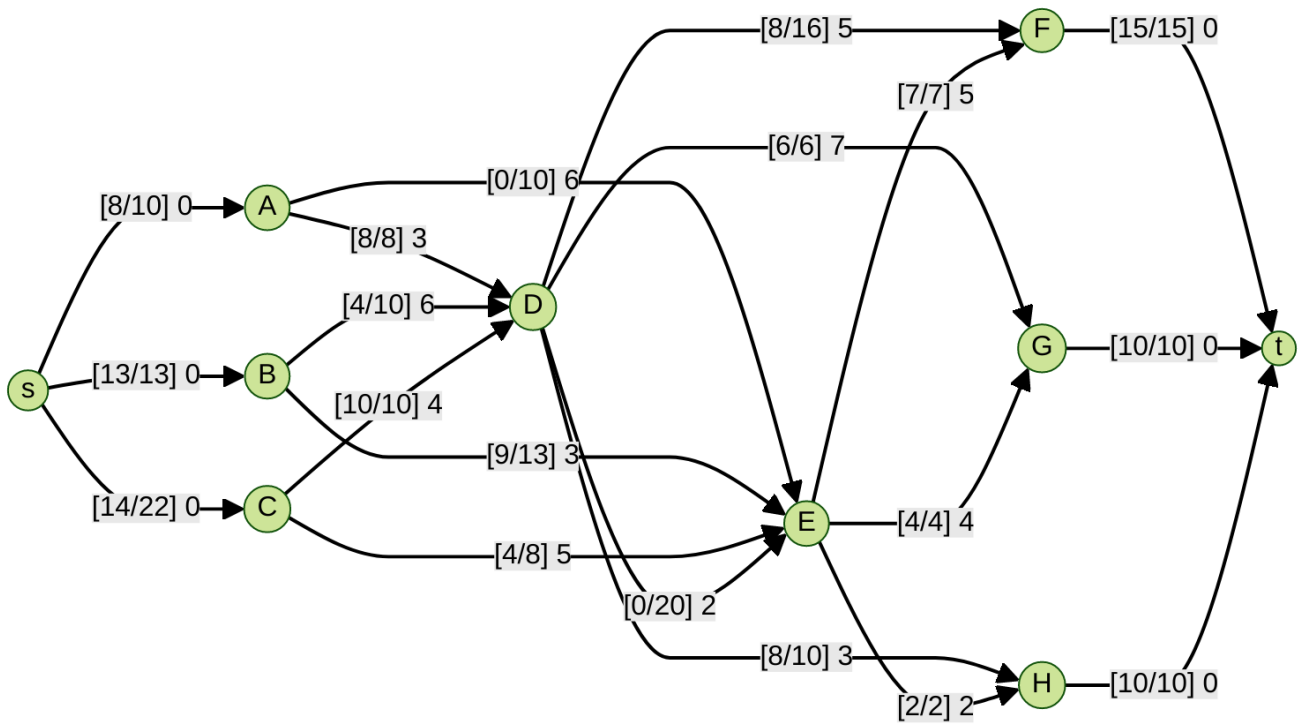 [8/16] 5
F
[15/15] 0
[7/7] 5
[6/6] 7
[0/10] 6
[8/10] 0
A
[8/8] 3
[4/10] 6
D
G
[10/10] 0
t
s
[13/13] 0
B
[10/10] 4
[9/13] 3
[14/22] 0
C
E
[4/4] 4
[4/8] 5
[0/20] 2
[8/10] 3
H
[10/10] 0
[2/2] 2